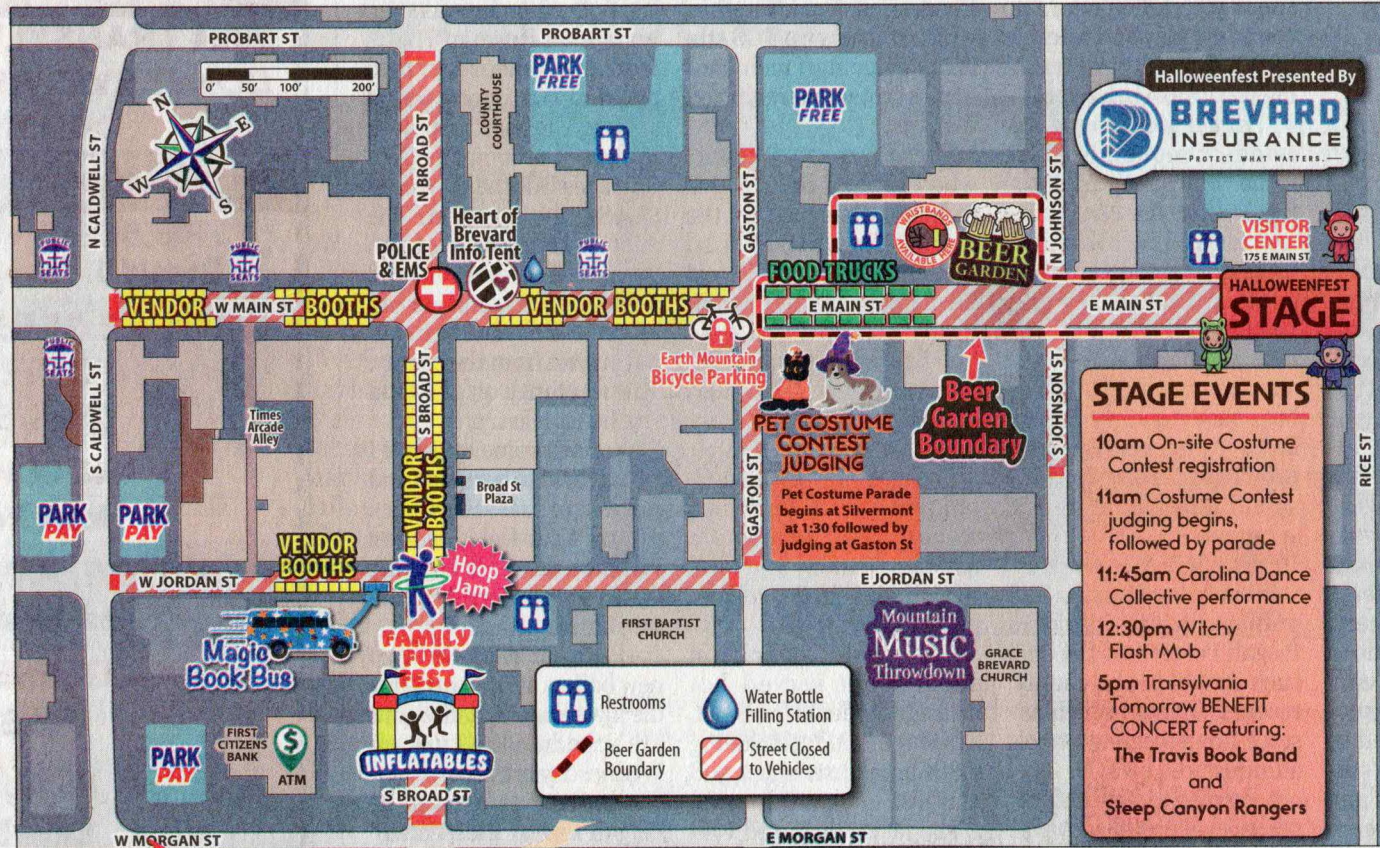 PROBART ST
PROBART ST
0' 50' 100' 200'
N
E
S
W
N CALDWELL ST
N BROAD ST
COUNTY
COURTHOUSE
PARK
FREE
PARK
FREE
GASTON ST
N JOHNSON ST
Halloweenfest Presented By
BREVARD
INSURANCE
PROTECT WHAT MATTERS.
PUBLIC
SEATS
PUBLIC
SEATS
PUBLIC
SEATS
POLICE
& EMS
Heart of
Brevard
Info Tent
WRISTBANDS
AVAILABLE HERE
BEER
GARDEN
VISITOR
CENTER
175 E MAIN ST
FOOD TRUCKS
VENDOR W MAIN ST BOOTHS
VENDOR BOOTHS
E MAIN ST
E MAIN ST
HALLOWEENFEST
STAGE
PUBLIC
SEATS
S CALDWELL ST
Times
Arcade
Alley
S BROAD ST
VENDOR
BOOTHS
Earth Mountain
Bicycle Parking
PET COSTUME
CONTEST
JUDGING
Beer
Garden
Boundary
S JOHNSON ST
RICE ST
PARK
PAY
PARK
PAY
Broad St
Plaza
GASTON ST
Pet Costume Parade
begins at Silvermont
at 1:30 followed by
judging at Gaston St
STAGE EVENTS
10am On-site Costume
Contest registration
11am Costume Contest
judging begins,
followed by parade
11:45am Carolina Dance
Collective performance
12:30pm Witchy
Flash Mob
5pm Transylvania
Tomorrow BENEFIT
CONCERT featuring:
The Travis Book Band
and
Steep Canyon Rangers
VENDOR
BOOTHS
W JORDAN ST
Hoop
Jam
E JORDAN ST
Magic
Book Bus
FAMILY
FUN
FEST
INFLATABLES
FIRST BAPTIST
CHURCH
Mountain
Music
Throwdown
GRACE
BREVARD
CHURCH
PARK
PAY
FIRST
CITIZENS
BANK
$
ATM
Restrooms
Water Bottle
Filling Station
Beer Garden
Boundary
Street Closed
to Vehicles
S BROAD ST
W MORGAN ST
E MORGAN ST